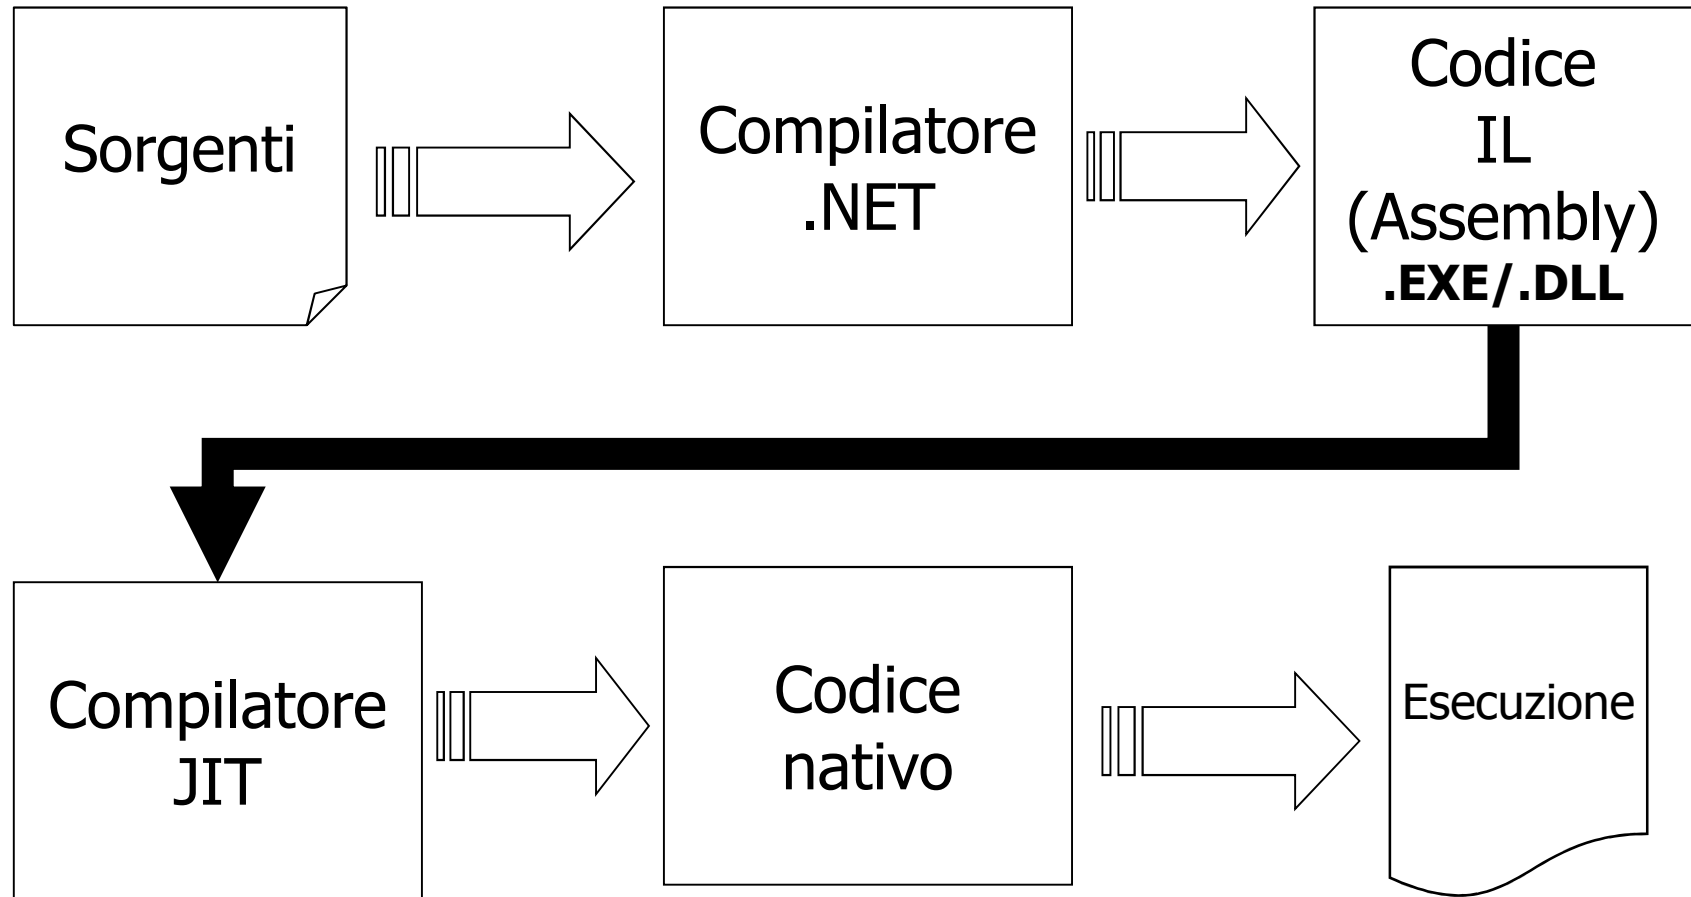 Sorgenti
Compilatore
.NET
Codice
IL
(Assembly)
.EXE/.DLL
Compilatore
JIT
Codice
nativo
Esecuzione